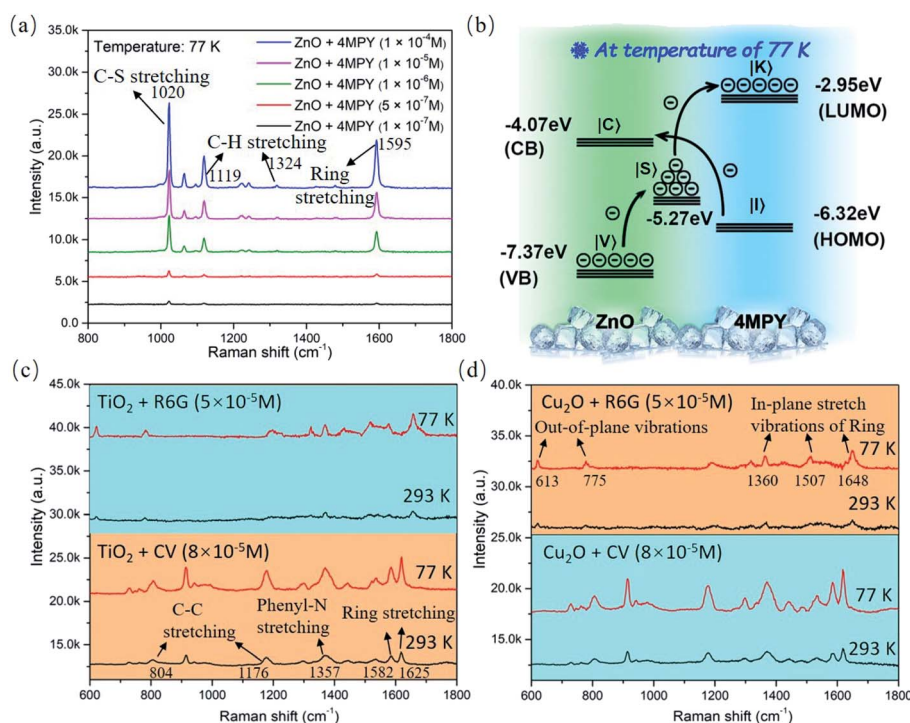 (a)
35.0k
30.0k
25.0k
20.0k
15.0k
10.0k
5.0k
0.0
Intensity (a.u.)
Temperature: 77 K
ZnO + 4MPY (1 × 10⁻⁴M)
ZnO + 4MPY (1 × 10⁻⁵M)
ZnO + 4MPY (1 × 10⁻⁶M)
ZnO + 4MPY (5 × 10⁻⁷M)
ZnO + 4MPY (1 × 10⁻⁷M)
C-S stretching
1020
C-H stretching
1119
1324
1595
Ring
stretching
800 1000 1200 1400 1600 1800
Raman shift (cm⁻¹)
(b)
At temperature of 77 K
|K⟩
-2.95eV
(LUMO)
-4.07eV
(CB)
|C⟩
|S⟩
-5.27eV
|I⟩
-6.32eV
(HOMO)
-7.37eV
(VB)
|V⟩
ZnO
4MPY
(c)
45.0k
40.0k
35.0k
30.0k
25.0k
20.0k
15.0k
Intensity (a.u.)
TiO₂ + R6G (5×10⁻⁵M)
77 K
293 K
TiO₂ + CV (8×10⁻⁵M)
77 K
C-C
stretching
Phenyl-N
stretching
Ring stretching
293 K
804 1176 1357 1582 1625
600 800 1000 1200 1400 1600 1800
Raman shift (cm⁻¹)
(d)
40.0k
35.0k
30.0k
25.0k
20.0k
15.0k
Intensity (a.u.)
Cu₂O + R6G (5×10⁻⁵M)
Out-of-plane vibrations
In-plane stretch
vibrations of Ring
77 K
613 775 1360 1507 1648
293 K
Cu₂O + CV (8×10⁻⁵M)
77 K
293 K
600 800 1000 1200 1400 1600 1800
Raman shift (cm⁻¹)